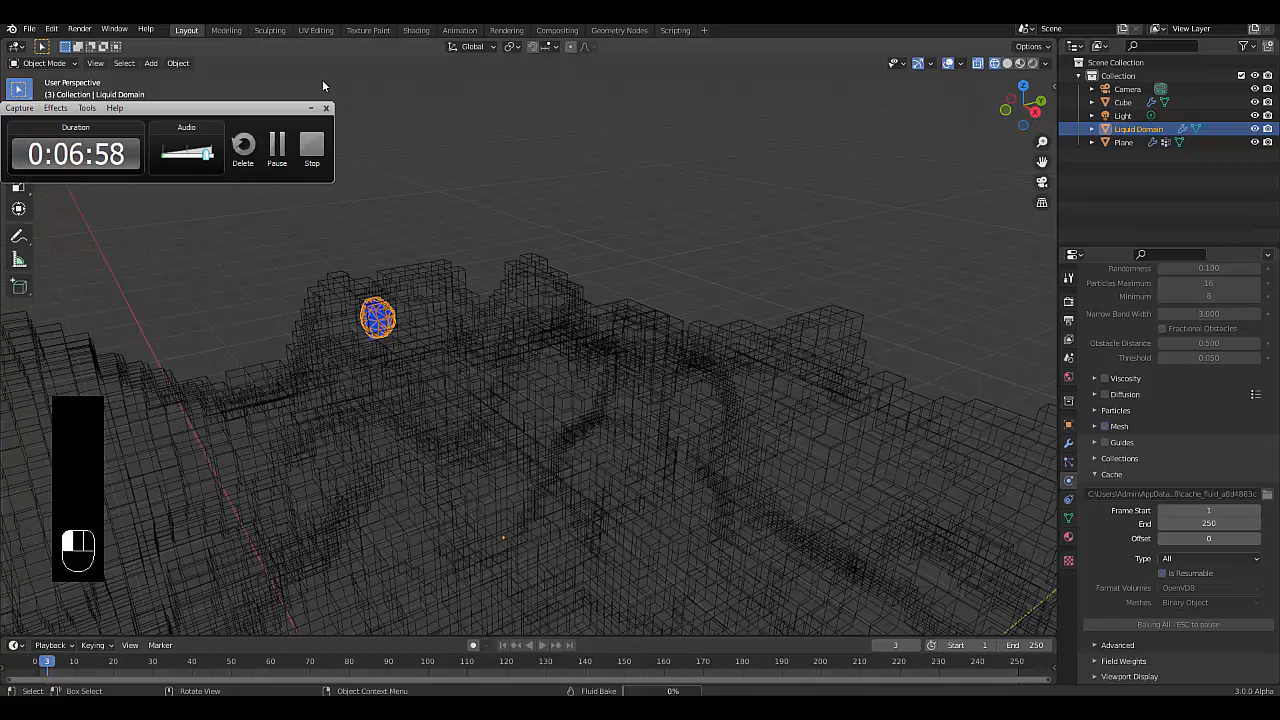 File Edit Render Window Help Layout Modeling Sculpting UV Editing Texture Paint Shading Animation Rendering Compositing Geometry Nodes Scripting + Scene View Layer
Global Options
Object Mode View Select Add Object
User Perspective
(3) Collection | Liquid Domain
Capture Effects Tools Help
Duration Audio
0:06:58
Delete Pause Stop
Scene Collection
Collection
Camera
Cube
Light
Liquid Domain
Plane
Randomness 0.100
Particles Maximum 16
Minimum 8
Narrow Band Width 3.000
Fractional Obstacles
Obstacle Distance 0.500
Threshold 0.050
Viscosity
Diffusion
Particles
Mesh
Guides
Collections
Cache
C:\Users\Admin\AppData...8\cache_fluid_a8d4883c
Frame Start 1
End 250
Offset 0
Type All
Is Resumable
Format Volumes OpenVDB
Meshes Binary Object
Baking All - ESC to pause
Advanced
Field Weights
Viewport Display
Playback Keying View Marker 3 Start 1 End 250
0 3 10 20 30 40 50 60 70 80 90 100 110 120 130 140 150 160 170 180 190 200 210 220 230 240 250
Select Box Select Rotate View Object Context Menu Fluid Bake 0% 3.0.0 Alpha